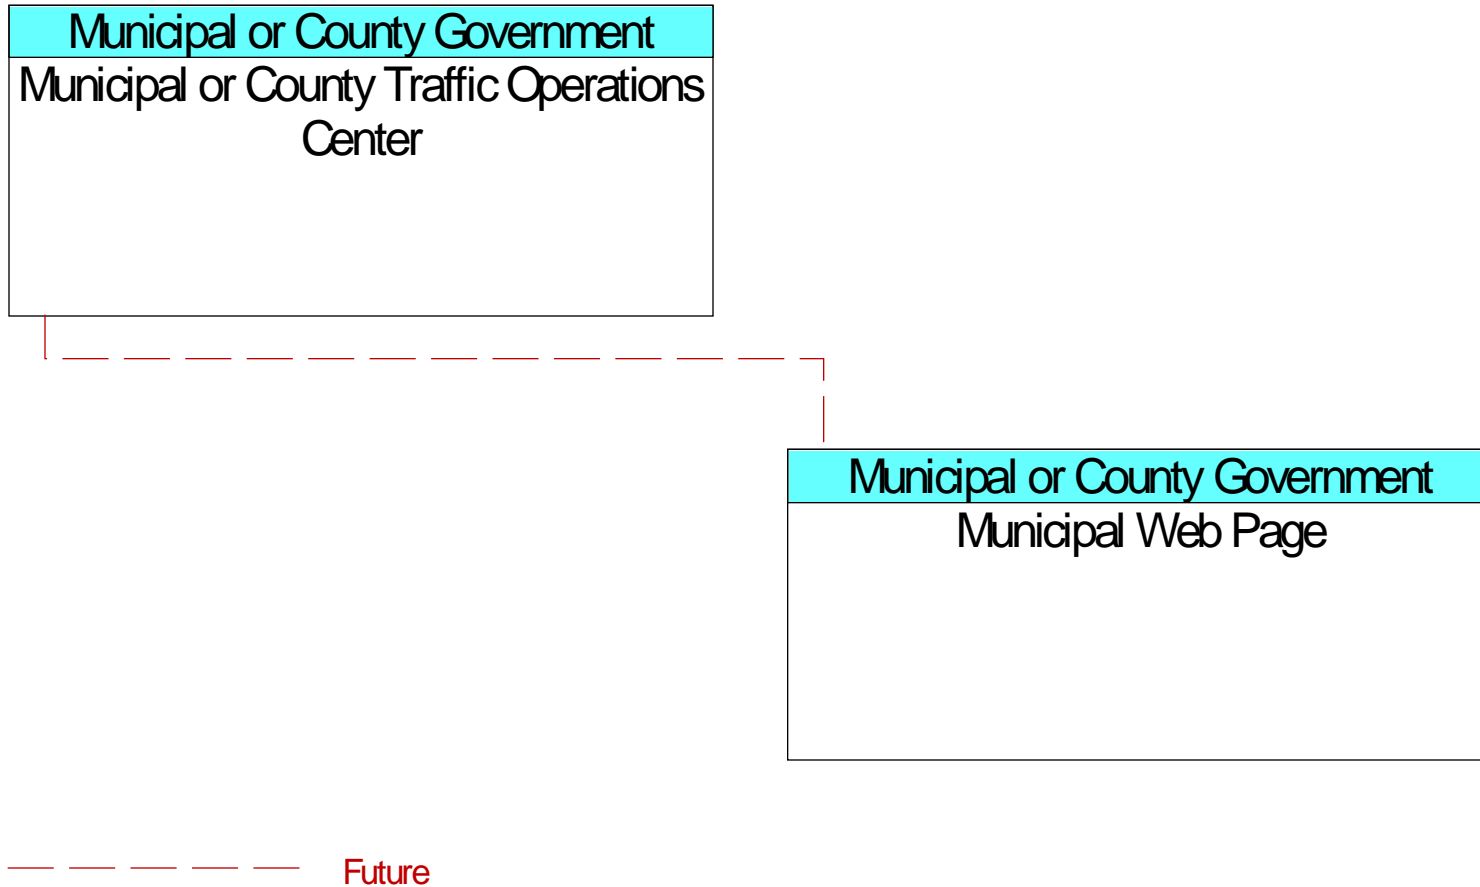 Municipal or County Government
Municipal or County Traffic Operations
Center
Municipal or County Government
Municipal Web Page
Future